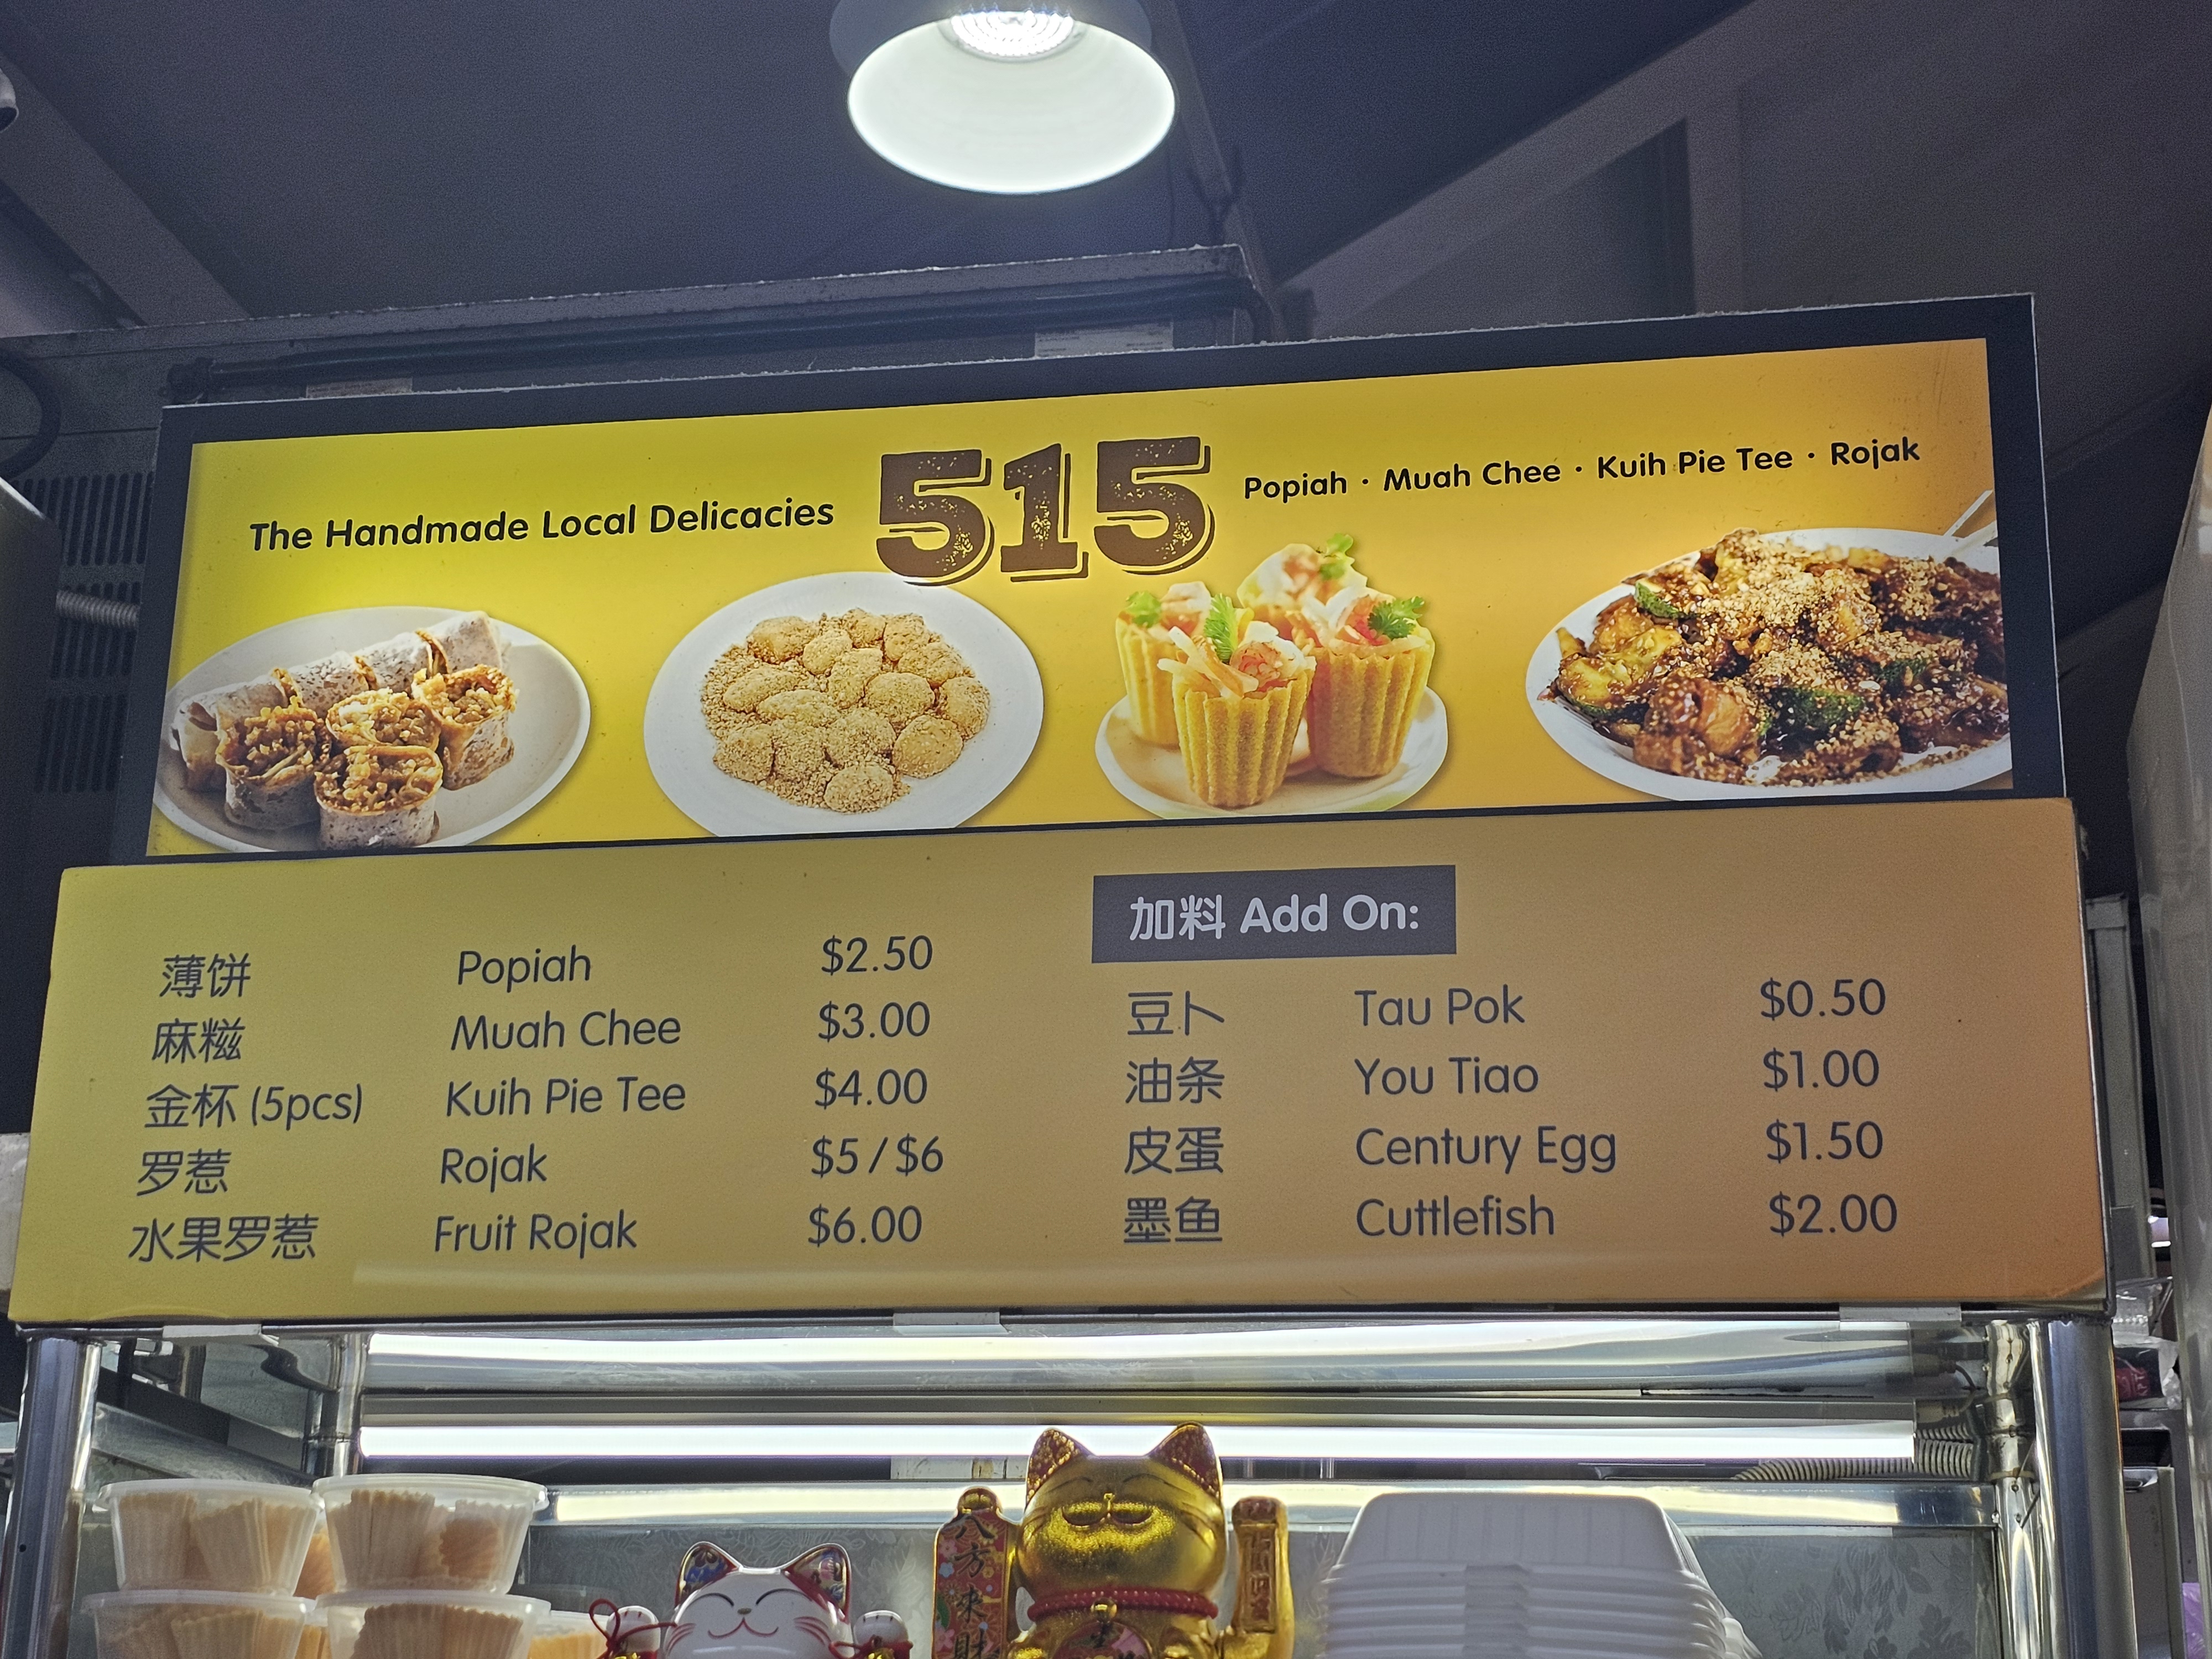 The Handmade Local Delicacies
515
Popiah · Muah Chee · Kuih Pie Tee · Rojak
薄饼 Popiah $2.50
麻糍 Muah Chee $3.00
金杯 (5pcs) Kuih Pie Tee $4.00
罗惹 Rojak $5 / $6
水果罗惹 Fruit Rojak $6.00
加料 Add On:
豆卜 Tau Pok $0.50
油条 You Tiao $1.00
皮蛋 Century Egg $1.50
墨鱼 Cuttlefish $2.00
八方來財